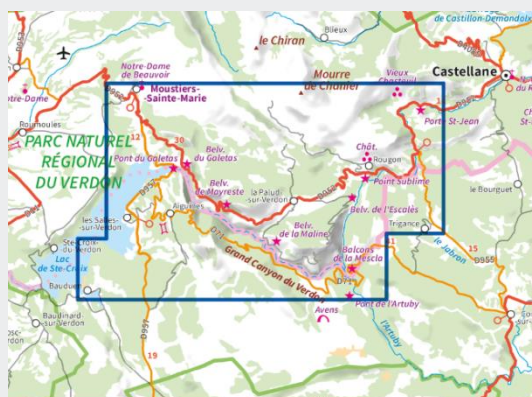 de Castillon-Demandolx
Blieux
le Chiran
D953
D952
Mourre
de Chanier
Notre-Dame
de Beauvoir
Moustiers-
-Sainte-Marie
Vieux
Chasteuil
Castellane
Porte St-Jean
Roumoules
PARC NATUREL
RÉGIONAL
DU VERDON
12
30
Belv.
du Galetas
Pont du Galetas
Chât.
Rougon
Point Sublime
le Bourguet
Belv.
de Mayreste
la Palud-
-sur-Verdon
D952
Belv. de l'Escalès
les Salles-
-sur-Verdon
Aiguines
Belv.
de la Maline
Trigance
le Jabron
Ste-Croix-
-du-Verdon
Lac
de Ste-Croix
Grand Canyon du Verdon
Balcons
de la Mescla
D71
11
15
D955
Bauduen
Pont de l'Artuby
Baudinard-
-sur-Verdon
D957
Avens
l'Artuby
19